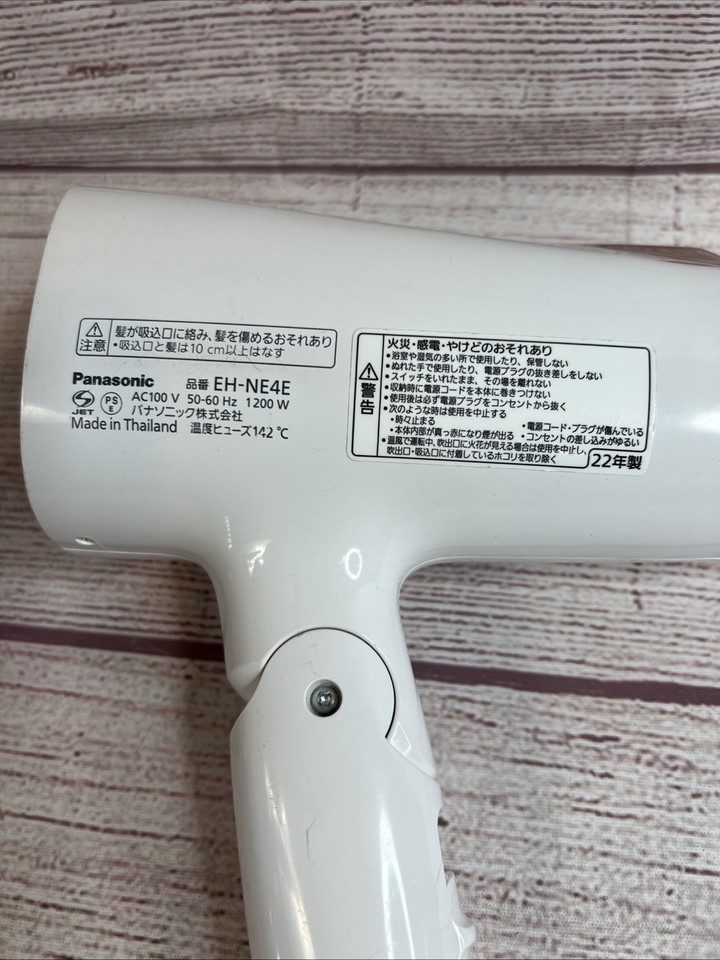 注意
髪が吸込口に絡み、髪を傷めるおそれあり
・吸込口と髪は10 cm以上はなす
Panasonic 品番 EH-NE4E
AC100 V 50-60 Hz 1200 W
パナソニック株式会社
JET
PS
E
Made in Thailand 温度ヒューズ142 ℃
警告
火災・感電・やけどのおそれあり
●浴室や湿気の多い所で使用したり、保管しない
●ぬれた手で使用したり、電源プラグの抜き差しをしない
●スイッチをいれたまま、その場を離れない
●収納時に電源コードを本体に巻きつけない
●使用後は必ず電源プラグをコンセントから抜く
●次のような時は使用を中止する
・時々止まる ・電源コード・プラグが傷んでいる
・本体内部が真っ赤になり煙が出る ・コンセントの差し込みがゆるい
●温風で運転中、吹出口に火花が見える場合は使用を中止し、
吹出口・吸込口に付着しているホコリを取り除く
22年製